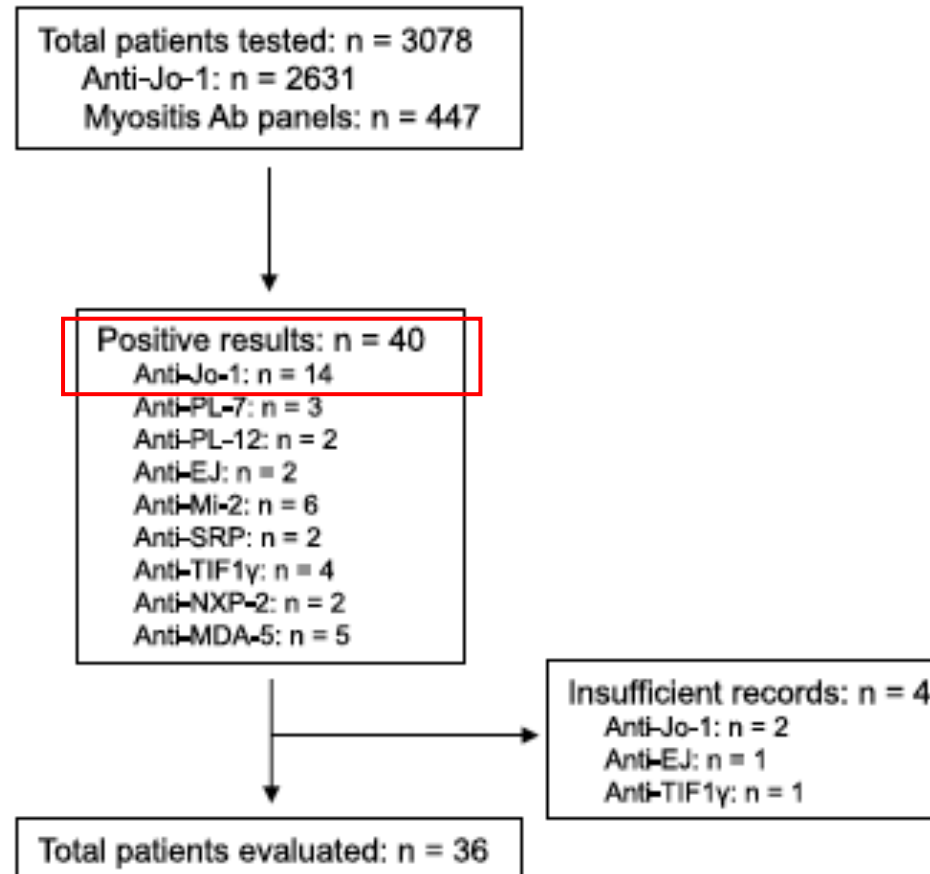 Total patients tested: n = 3078
Anti-Jo-1: n = 2631
Myositis Ab panels: n = 447
Positive results: n = 40
Anti-Jo-1: n = 14
Anti-PL-7: n = 3
Anti-PL-12: n = 2
Anti-EJ: n = 2
Anti-Mi-2: n = 6
Anti-SRP: n = 2
Anti-TIF1γ: n = 4
Anti-NXP-2: n = 2
Anti-MDA-5: n = 5
Insufficient records: n = 4
Anti-Jo-1: n = 2
Anti-EJ: n = 1
Anti-TIF1γ: n = 1
Total patients evaluated: n = 36